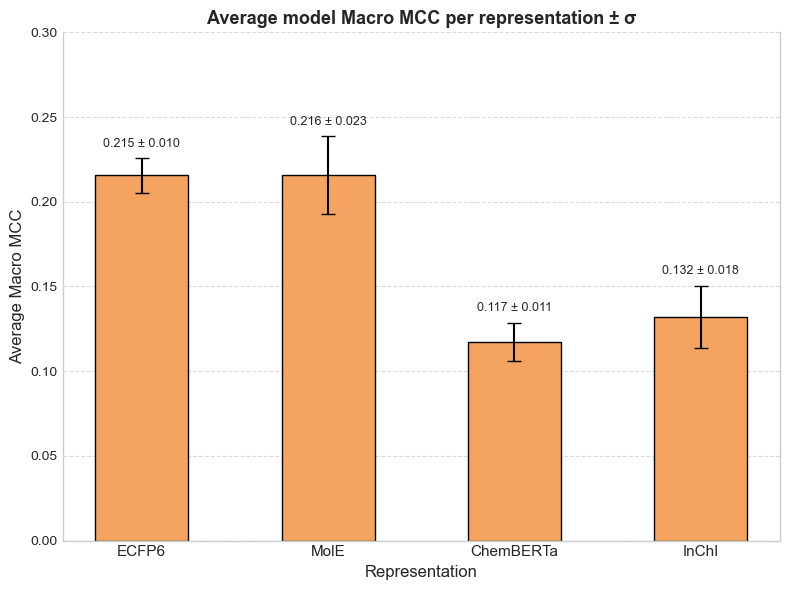 Average model Macro MCC per representation ± σ
0.30
0.25
0.20
0.15
0.10
0.05
0.00
Average Macro MCC
0.215 ± 0.010
0.216 ± 0.023
0.117 ± 0.011
0.132 ± 0.018
ECFP6
MolE
ChemBERTa
InChI
Representation